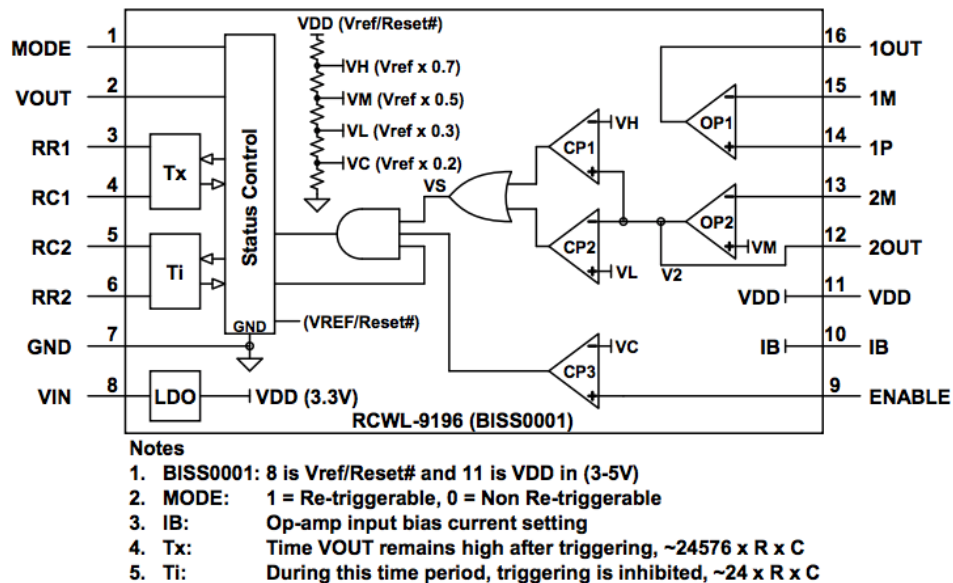 VDD (Vref/Reset#)
MODE 1
VOUT 2
RR1 3
RC1 4
RC2 5
RR2 6
GND 7
VIN 8
Tx
Ti
Status Control
GND
LDO
VDD (3.3V)
(VREF/Reset#)
VH (Vref x 0.7)
VM (Vref x 0.5)
VL (Vref x 0.3)
VC (Vref x 0.2)
VS
CP1
VH
CP2
VL
V2
CP3
VC
OP1
OP2
VM
VDD
IB
16 1OUT
15 1M
14 1P
13 2M
12 2OUT
11 VDD
10 IB
9 ENABLE
RCWL-9196 (BISS0001)
Notes
1. BISS0001: 8 is Vref/Reset# and 11 is VDD in (3-5V)
2. MODE: 1 = Re-triggerable, 0 = Non Re-triggerable
3. IB: Op-amp input bias current setting
4. Tx: Time VOUT remains high after triggering, ~24576 x R x C
5. Ti: During this time period, triggering is inhibited, ~24 x R x C